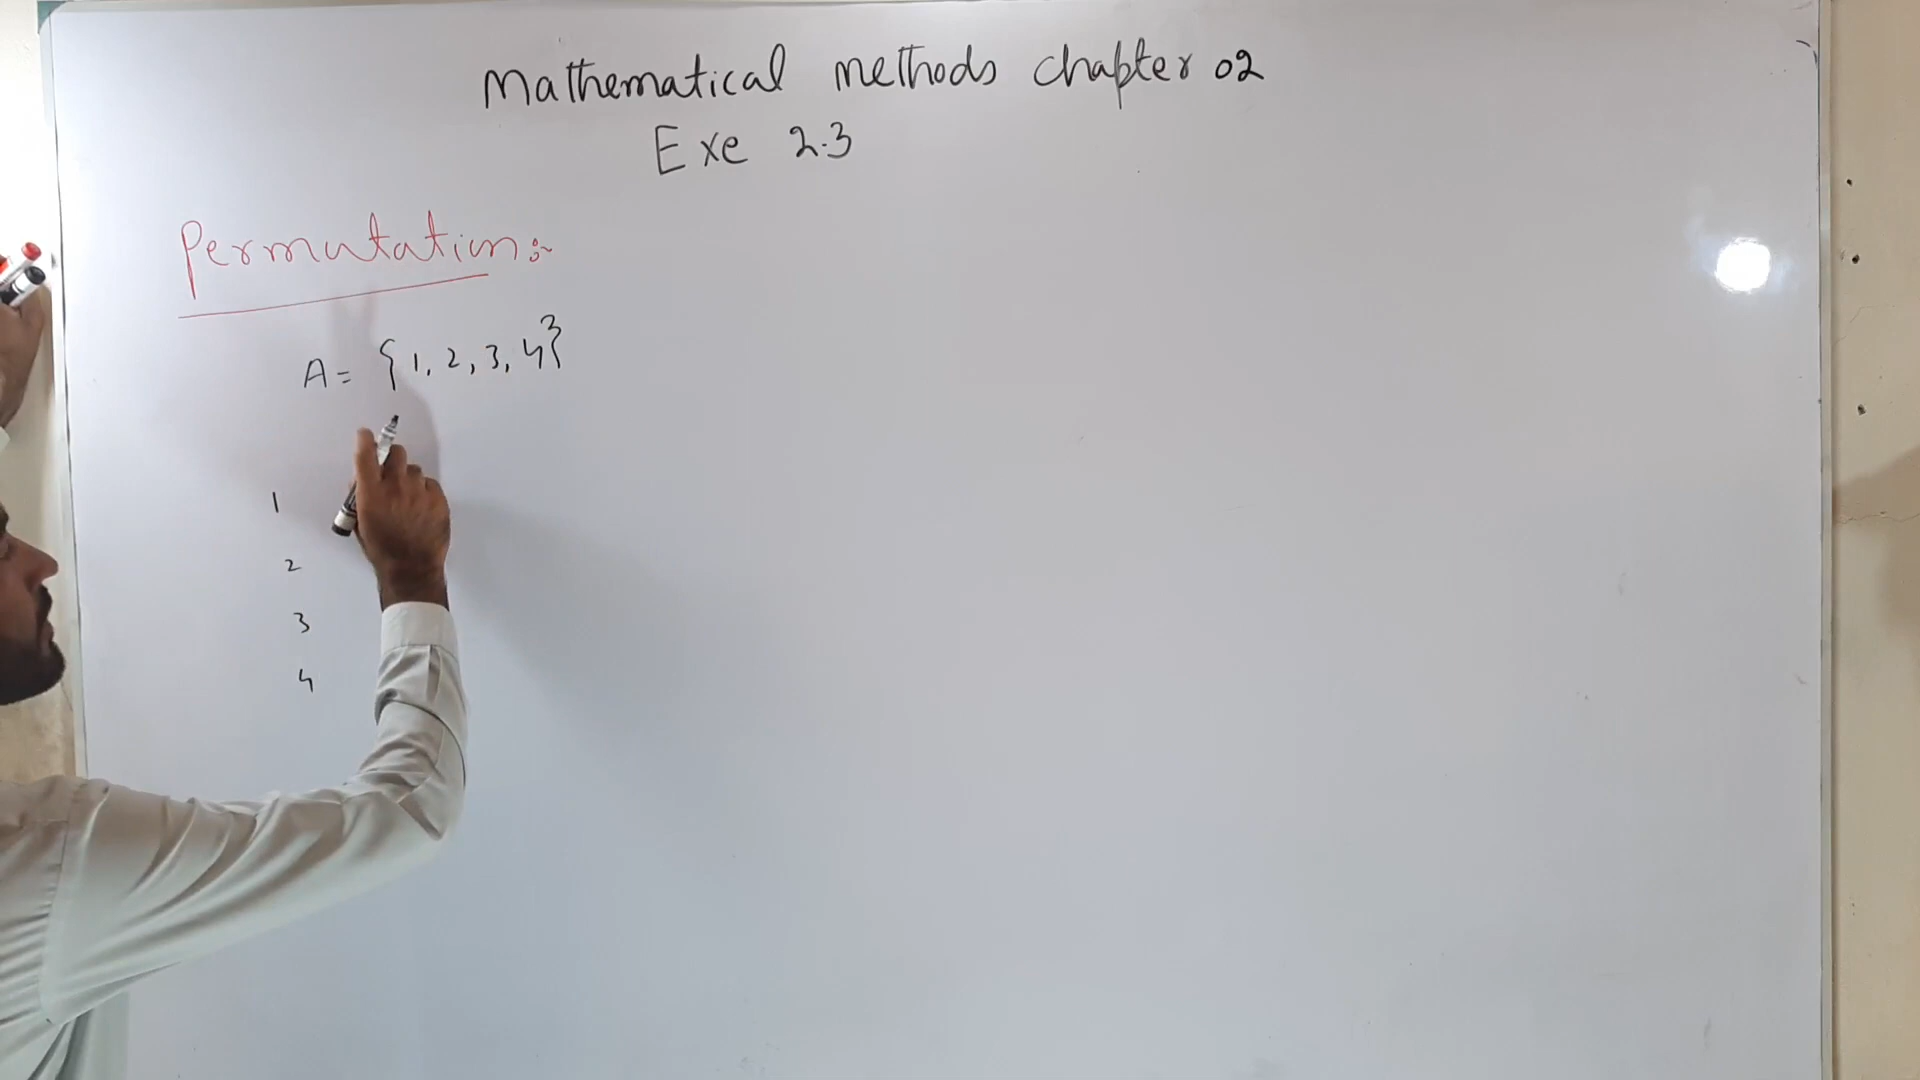 Mathematical methods chapter 02
Exe 2.3
Permutation:-
A = {1, 2, 3, 4}
1
2
3
4